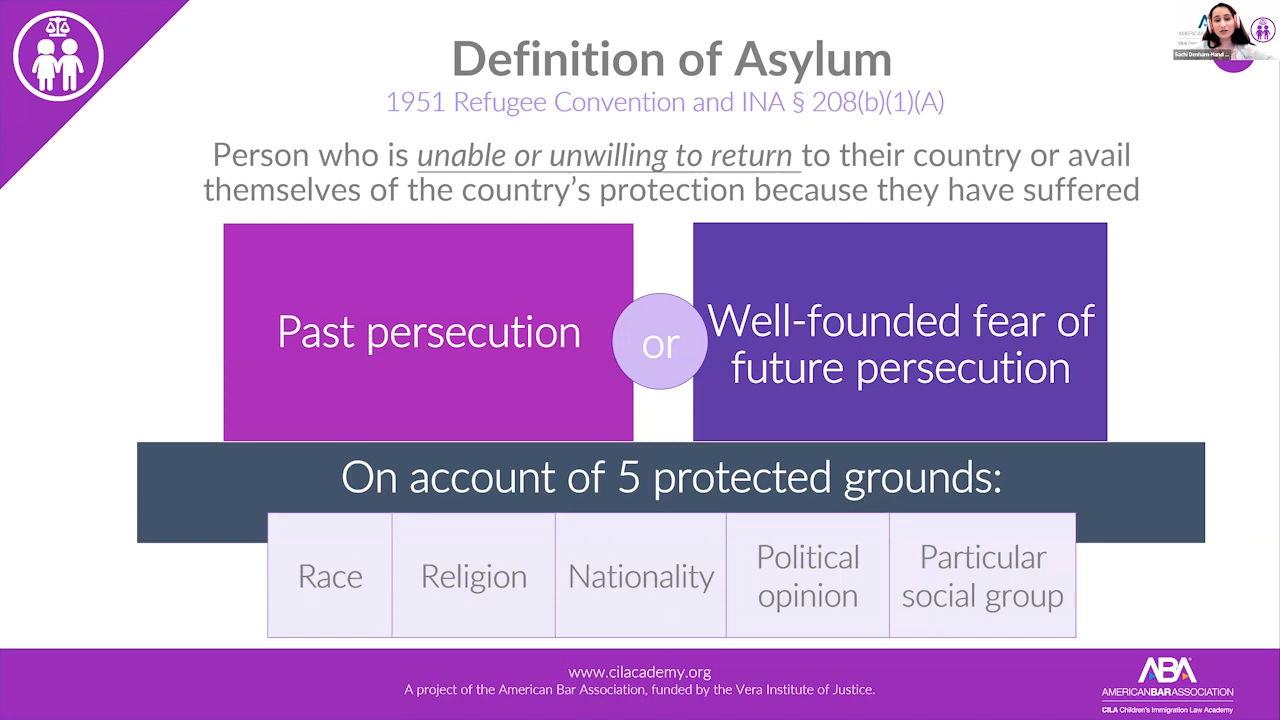 Definition of Asylum
1951 Refugee Convention and INA § 208(b)(1)(A)
Person who is unable or unwilling to return to their country or avail
themselves of the country's protection because they have suffered
Past persecution
or
Well-founded fear of
future persecution
On account of 5 protected grounds:
Race
Religion
Nationality
Political
opinion
Particular
social group
www.cilacademy.org
A project of the American Bar Association, funded by the Vera Institute of Justice.
ABA
AMERICANBARASSOCIATION
CILA Children's Immigration Law Academy